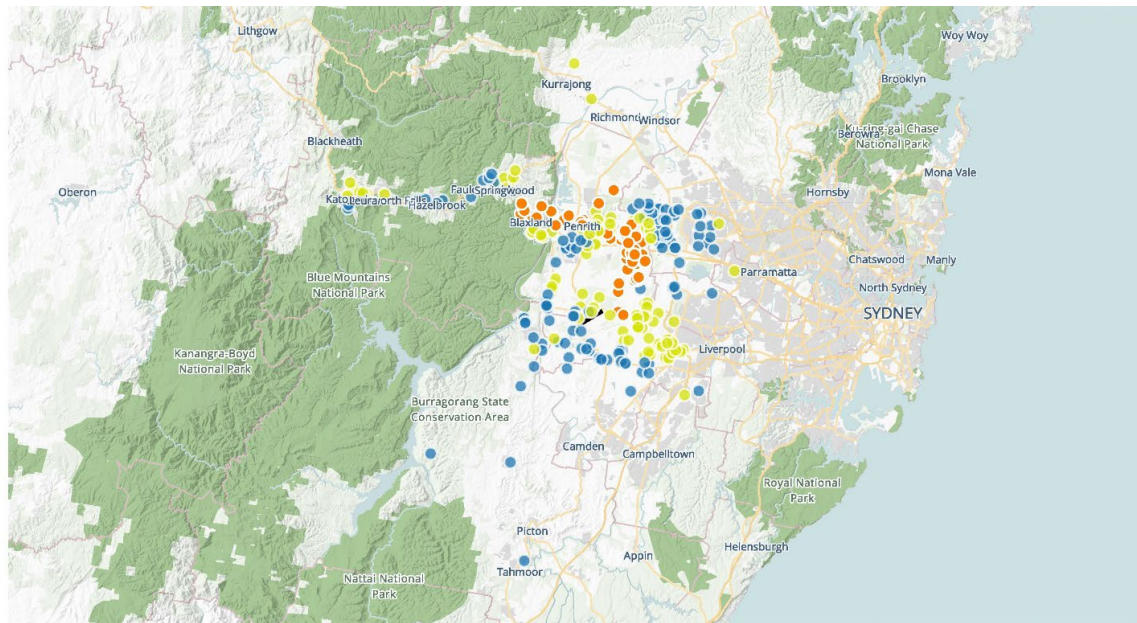 Lithgow
Woy Woy
Brooklyn
Kurrajong
Richmond
Windsor
Ku-ring-gai Chase
National Park
Berowra
Blackheath
Mona Vale
Oberon
Springwood
Hornsby
Hazelbrook
Blaxland
Penrith
Chatswood
Manly
Parramatta
Blue Mountains
National Park
North Sydney
SYDNEY
Kanangra-Boyd
National Park
Liverpool
Burragorang State
Conservation Area
Camden
Campbelltown
Royal National
Park
Picton
Helensburgh
Appin
Tahmoor
Nattai National
Park